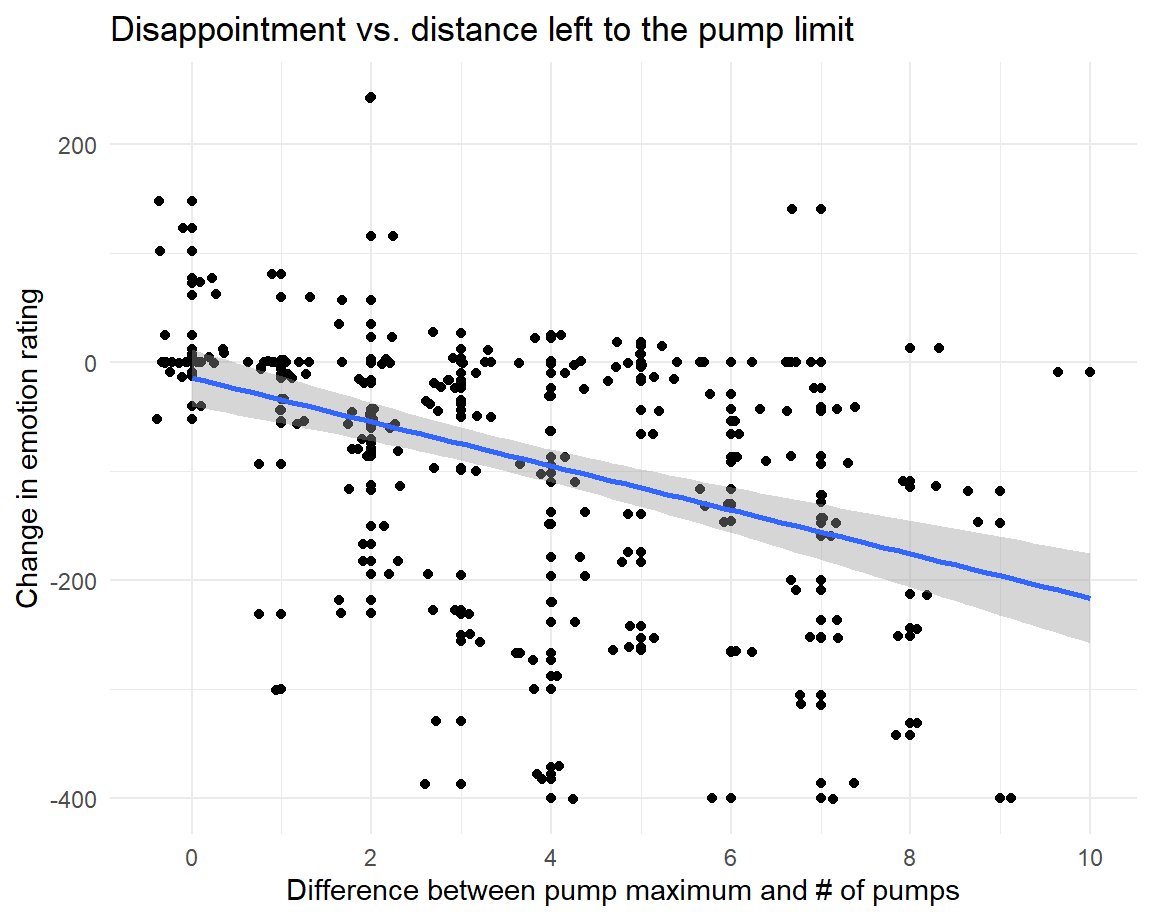 Disappointment vs. distance left to the pump limit
Change in emotion rating
200
0
-200
-400
0 2 4 6 8 10
Difference between pump maximum and # of pumps